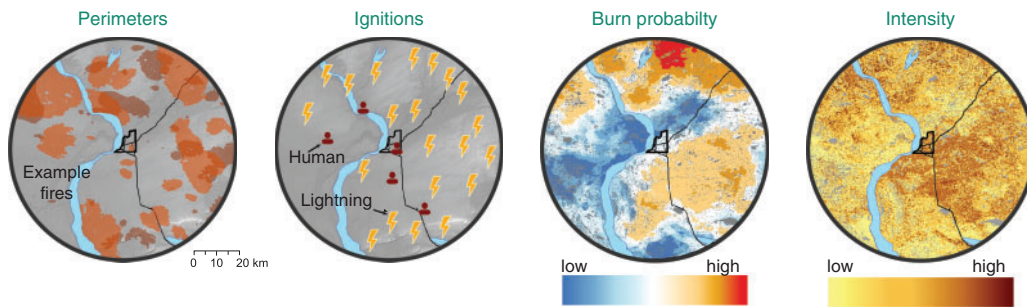 Perimeters
Ignitions
Burn probabilty
Intensity
Example
fires
Human
Lightning
0 10 20 km
low
high
low
high